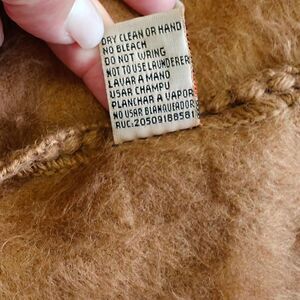 DRY CLEAN OR HAND
NO BLEACH
DO NOT WRING
NOT TO USE LAUNDERER
LAVAR A MANO
USAR CHAMPU
PLANCHAR A VAPOR
NO USAR BLANQUEADOR
RUC:20509188581